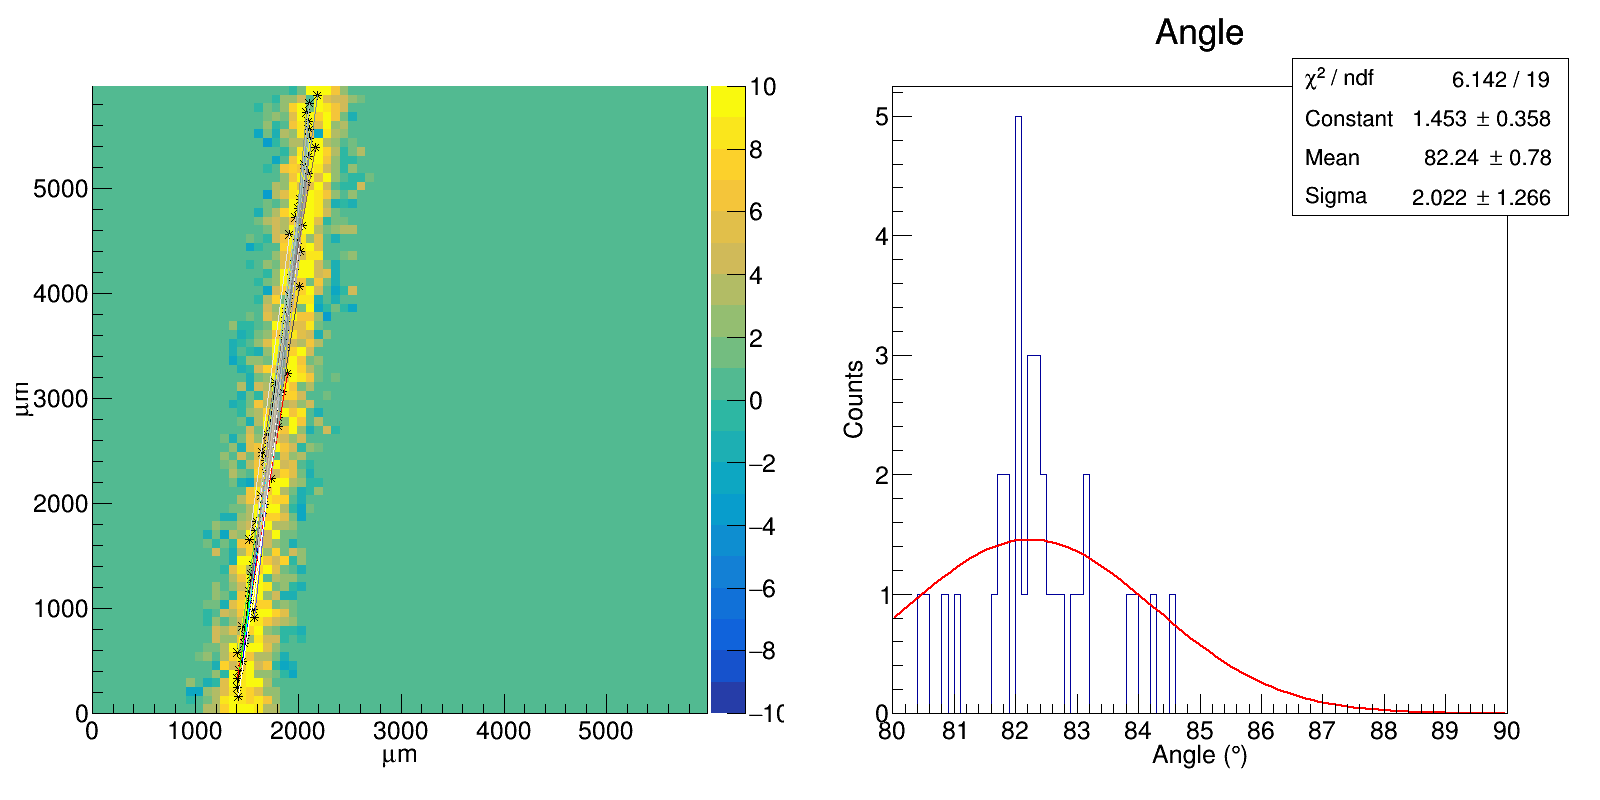 Angle
χ² / ndf 6.142 / 19
Constant 1.453 ± 0.358
Mean 82.24 ± 0.78
Sigma 2.022 ± 1.266
μm
5000
4000
3000
2000
1000
0
0 1000 2000 3000 4000 5000
μm
10
8
6
4
2
0
−2
−4
−6
−8
−10
Counts
5
4
3
2
1
0
80 81 82 83 84 85 86 87 88 89 90
Angle (°)